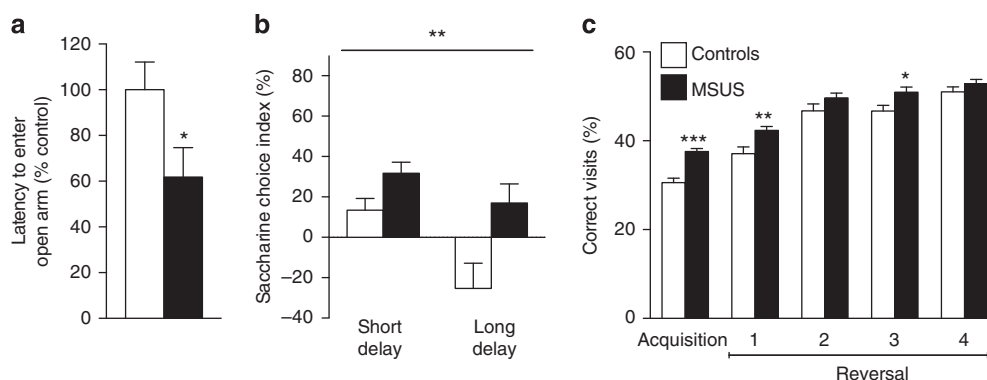 a
Latency to enter
open arm (% control)
120
100
80
60
40
20
0
*
b
Saccharine choice index (%)
**
80
60
40
20
0
–20
–40
Short
delay
Long
delay
c
Correct visits (%)
60
40
20
0
Controls
MSUS
***
**
*
Acquisition 1 2 3 4
Reversal